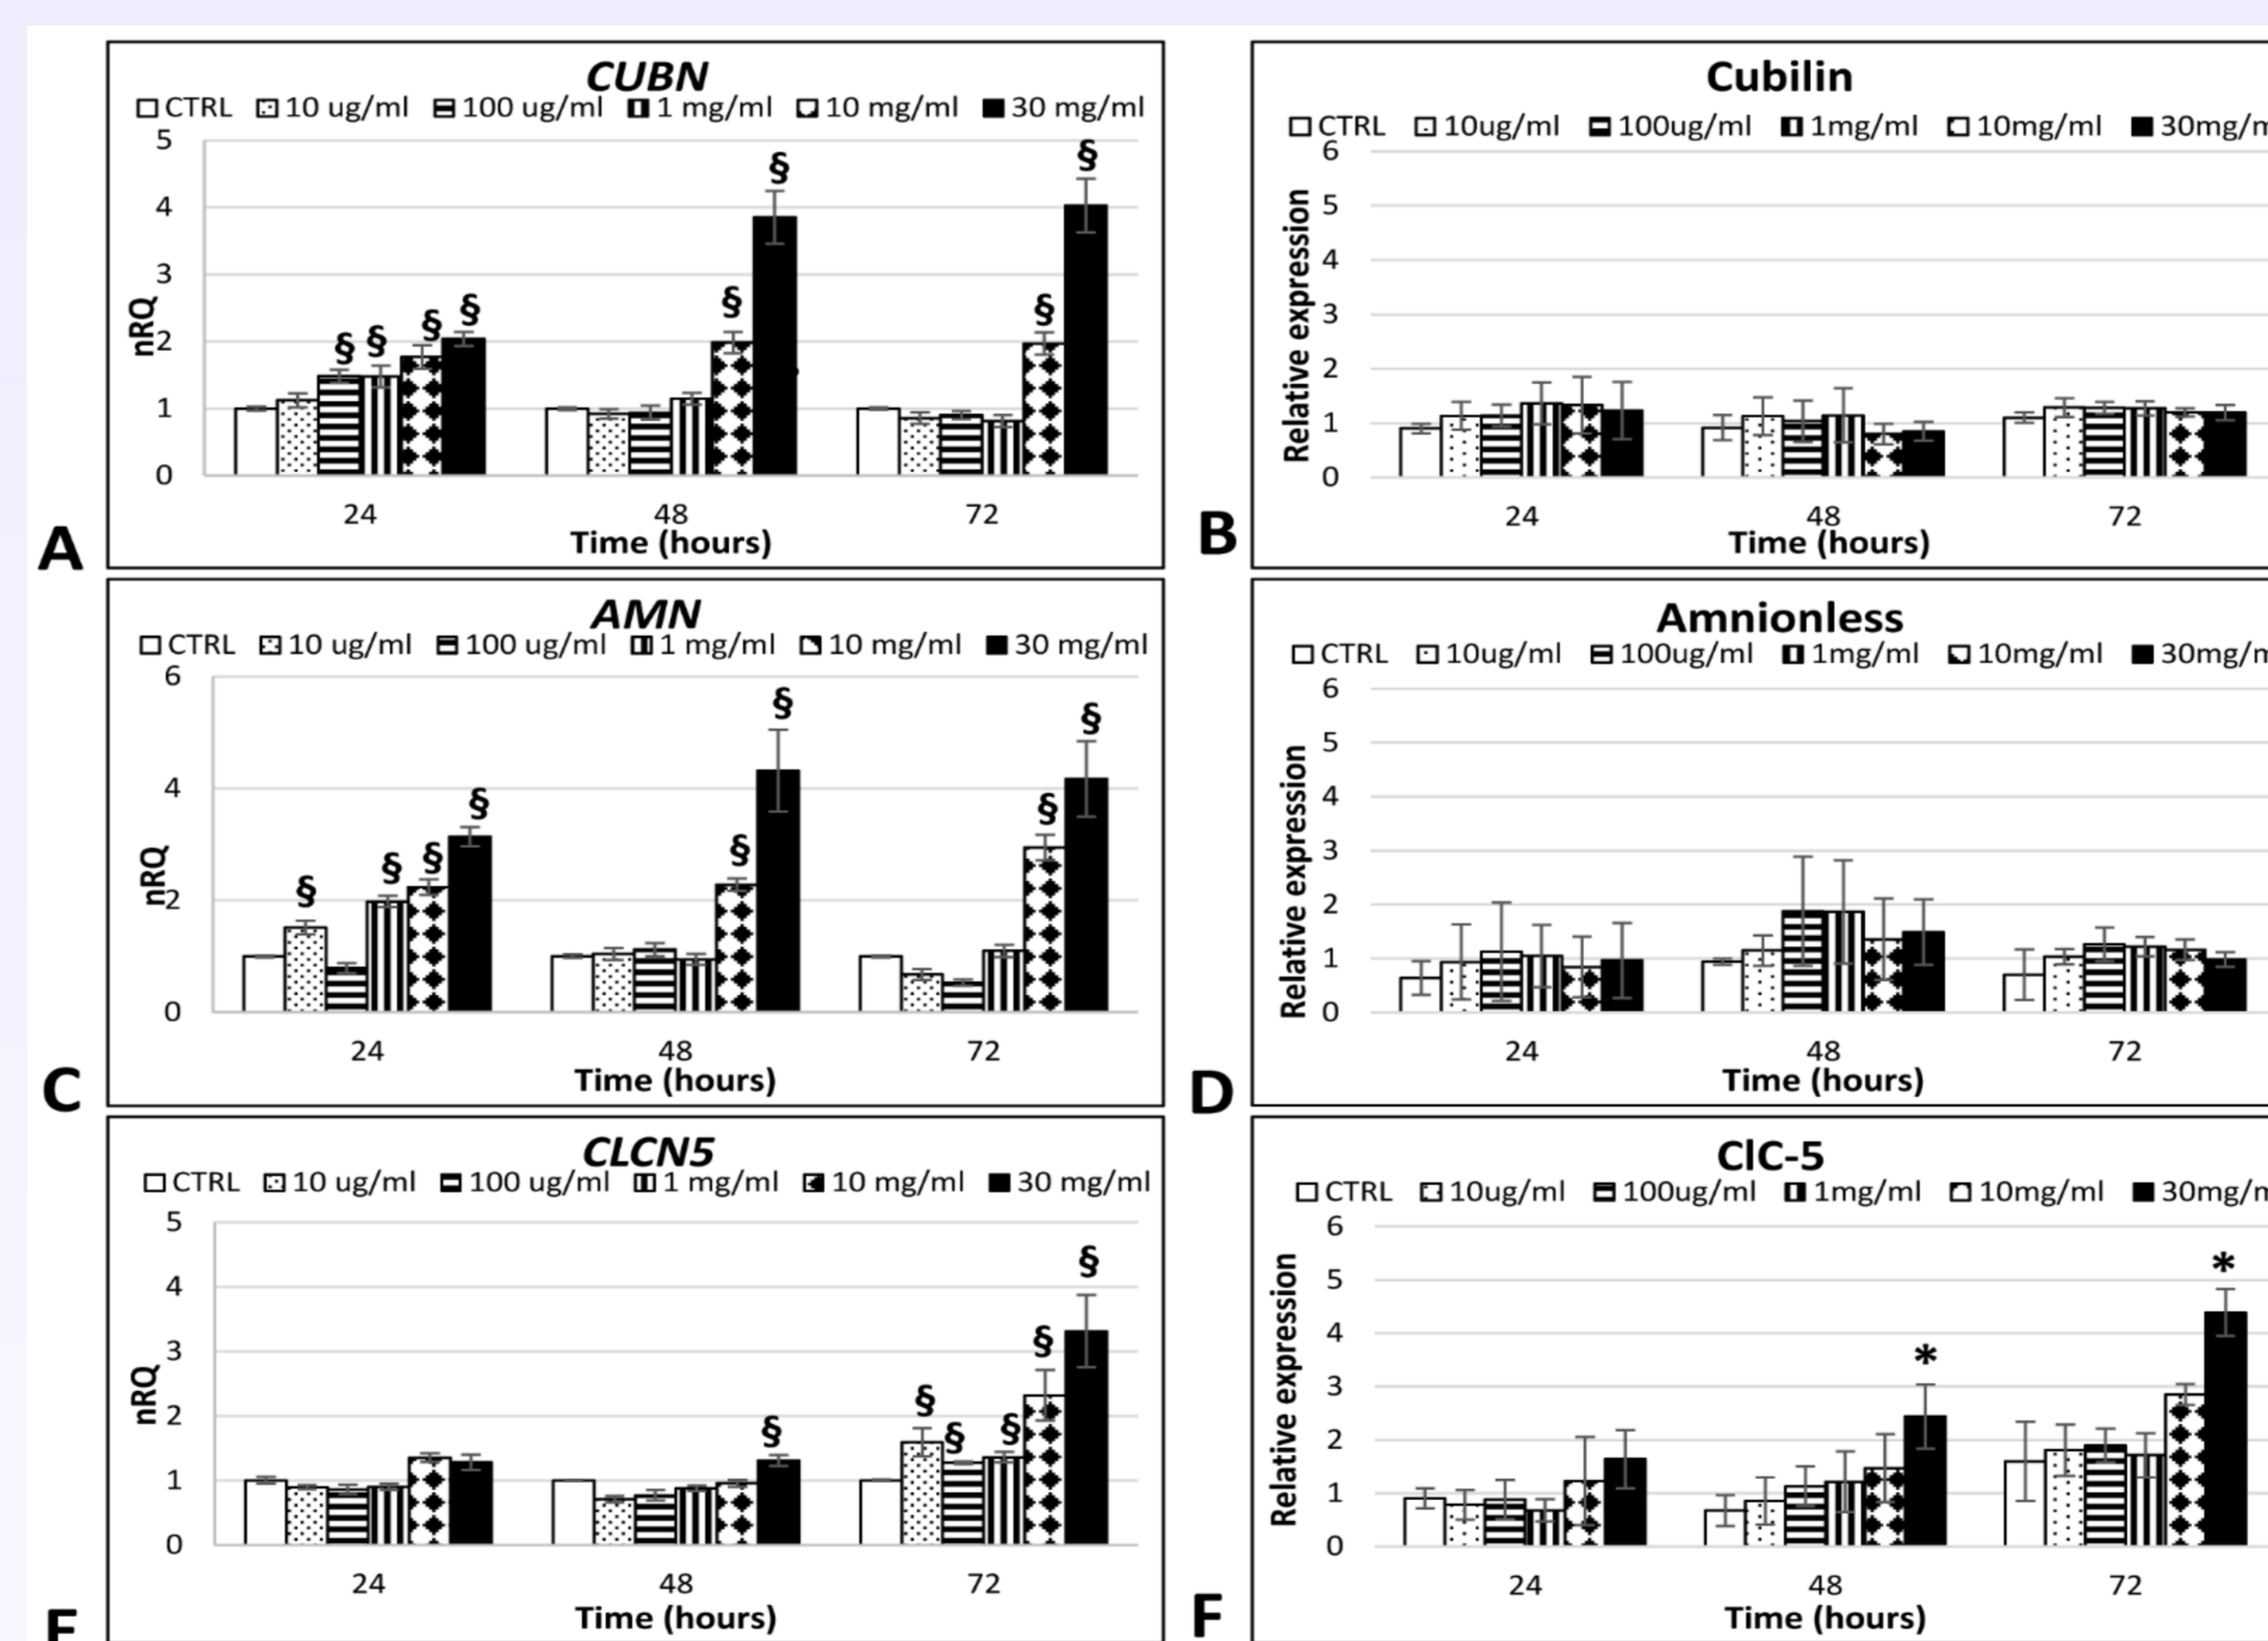 CUBN
CTRL 10 ug/ml 100 ug/ml 1 mg/ml 10 mg/ml 30 mg/ml
5
§ §
4
3
§ §
§ §
nRQ
2
§ §
1
0
24 48 72
Time (hours)
A
Cubilin
CTRL 10ug/ml 100ug/ml 1mg/ml 10mg/ml 30mg/m
6
5
4
3
2
1
0
Relative expression
24 48 72
Time (hours)
B
AMN
CTRL 10 ug/ml 100 ug/ml 1 mg/ml 10 mg/ml 30 mg/ml
6
§ §
4
§ §
§ § § §
nRQ
2
0
24 48 72
Time (hours)
C
Amnionless
CTRL 10ug/ml 100ug/ml 1mg/ml 10mg/ml 30mg/m
6
5
4
3
2
1
0
Relative expression
24 48 72
Time (hours)
D
CLCN5
CTRL 10 ug/ml 100 ug/ml 1 mg/ml 10 mg/ml 30 mg/ml
5
§
4
3
§
nRQ
2
§ § § §
1
0
24 48 72
Time (hours)
ClC-5
CTRL 10ug/ml 100ug/ml 1mg/ml 10mg/ml 30mg/m
6
*
5
4
*
3
2
1
0
Relative expression
24 48 72
Time (hours)
F